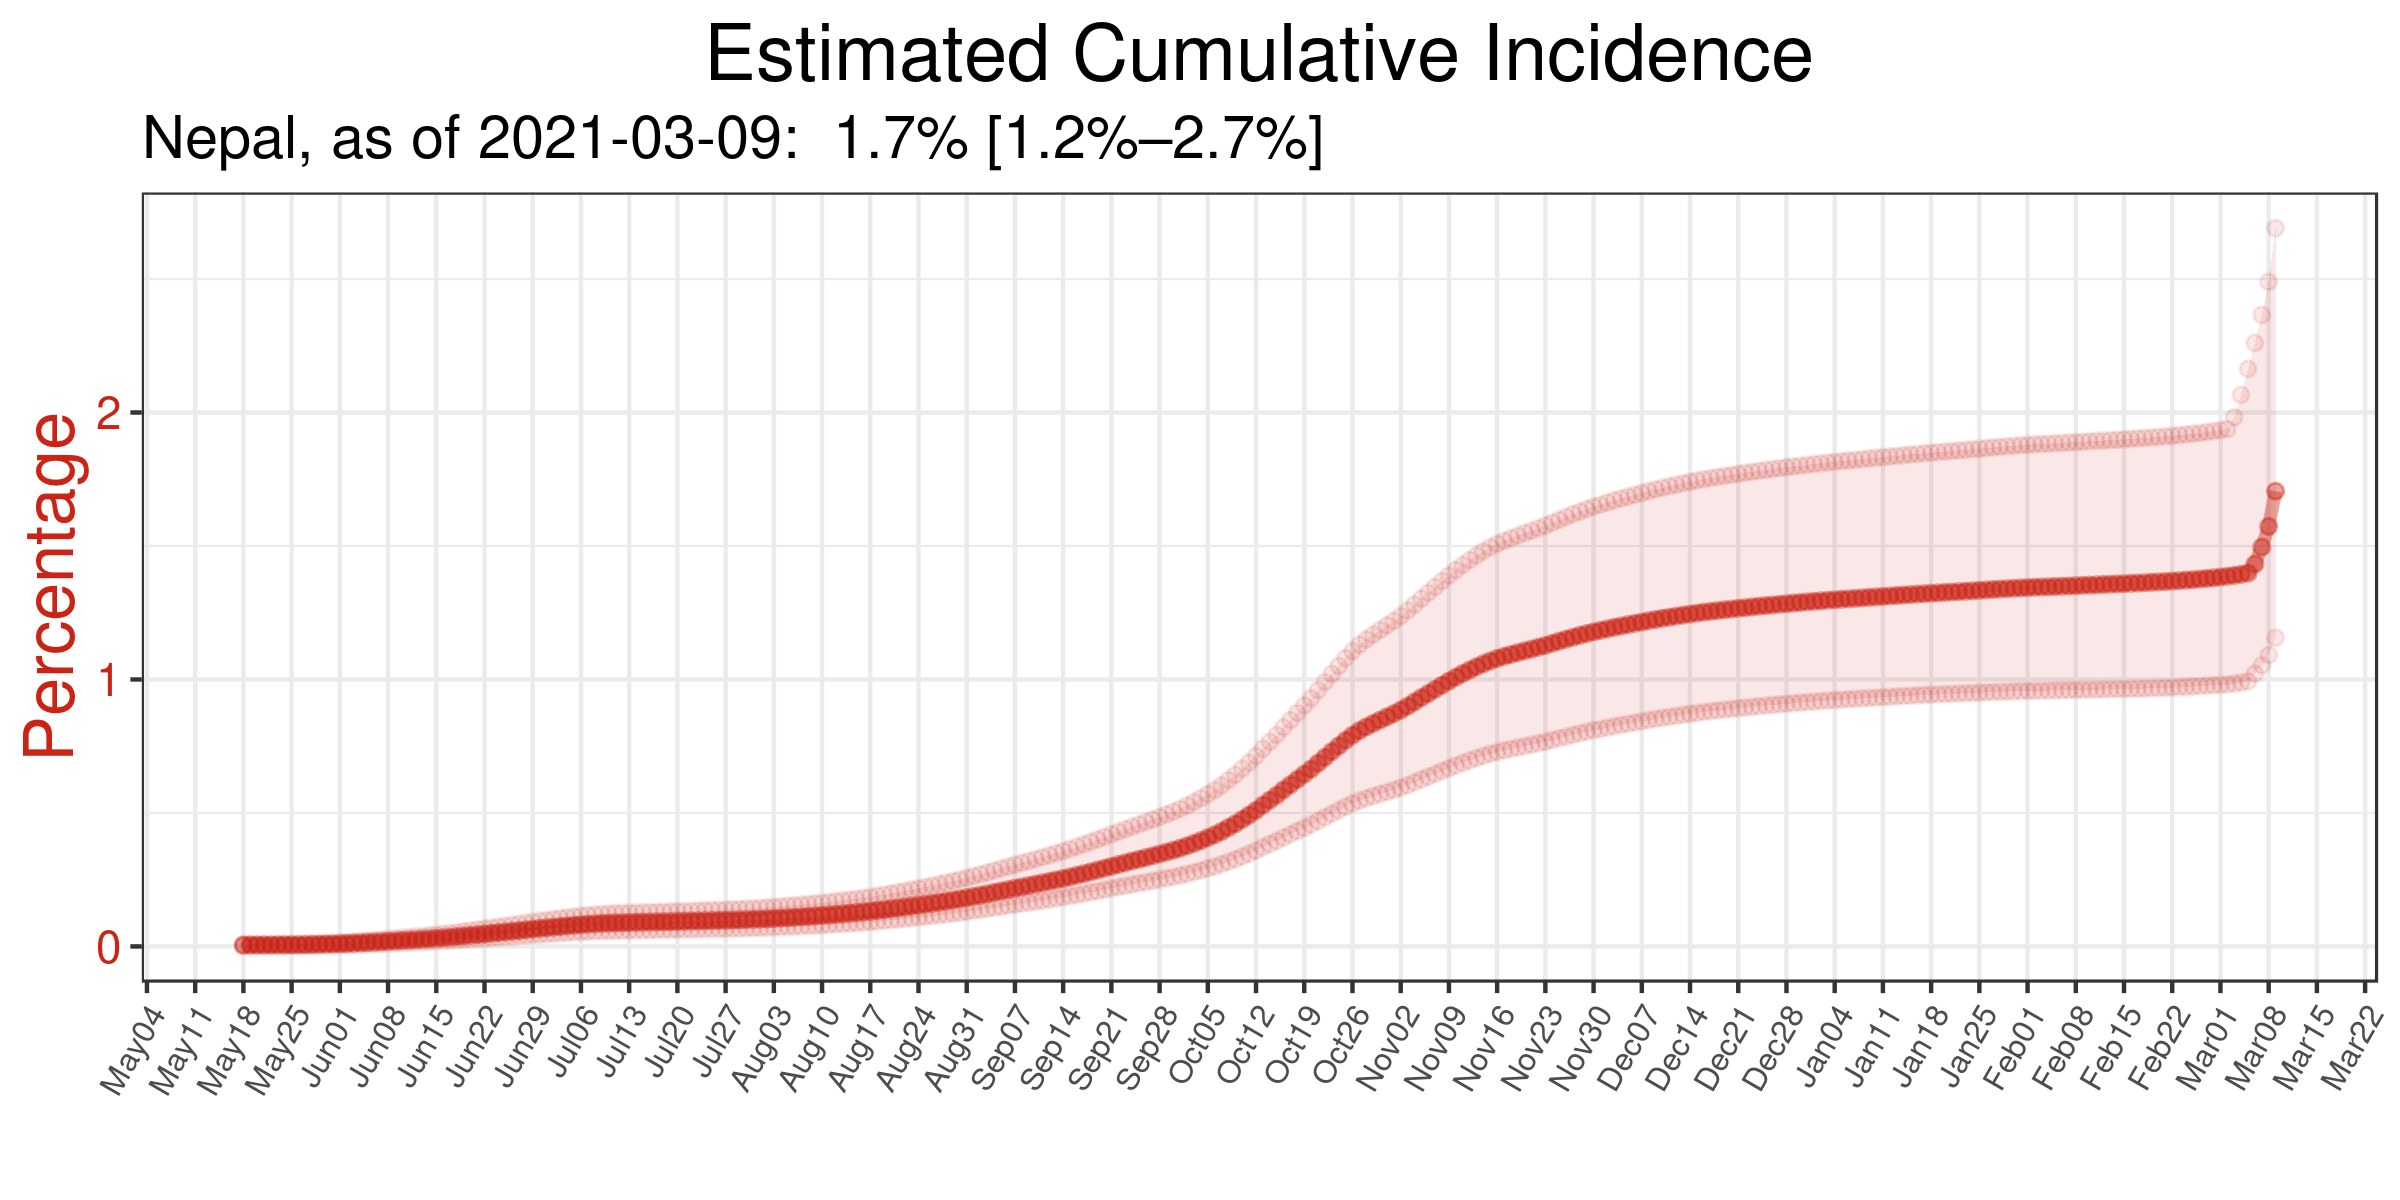 Estimated Cumulative Incidence
Nepal, as of 2021-03-09:  1.7% [1.2%–2.7%]
Percentage
2
1
0
May04
May11
May18
May25
Jun01
Jun08
Jun15
Jun22
Jun29
Jul06
Jul13
Jul20
Jul27
Aug03
Aug10
Aug17
Aug24
Aug31
Sep07
Sep14
Sep21
Sep28
Oct05
Oct12
Oct19
Oct26
Nov02
Nov09
Nov16
Nov23
Nov30
Dec07
Dec14
Dec21
Dec28
Jan04
Jan11
Jan18
Jan25
Feb01
Feb08
Feb15
Feb22
Mar01
Mar08
Mar15
Mar22